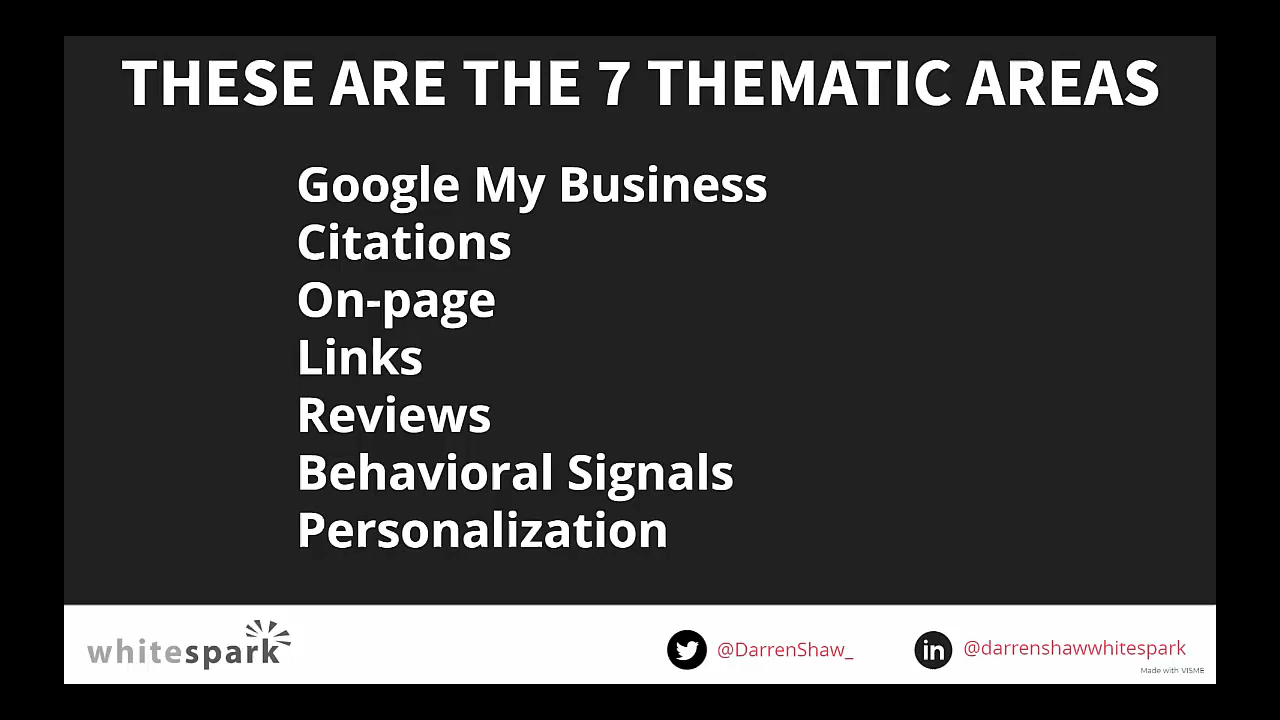 THESE ARE THE 7 THEMATIC AREAS
Google My Business
Citations
On-page
Links
Reviews
Behavioral Signals
Personalization
whitespark
@DarrenShaw_
@darrenshawwhitespark
Made with VISME